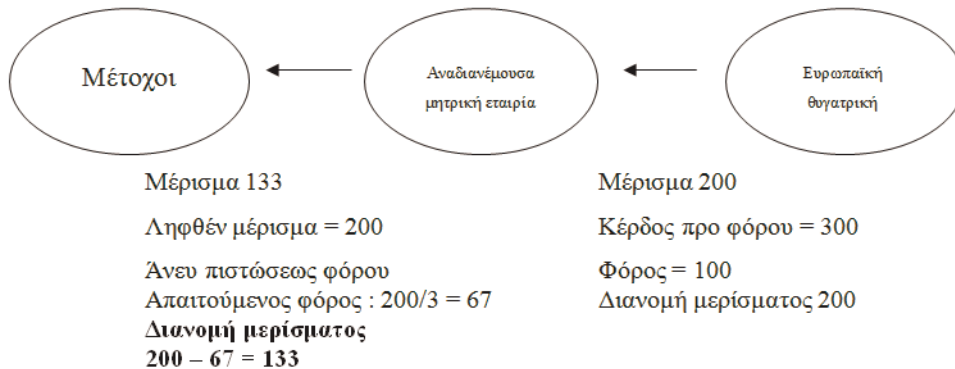 Μέτοχοι
Αναδιανέμουσα
μητρική εταιρία
Ευρωπαϊκή
θυγατρική
Μέρισμα 133
Ληφθέν μέρισμα = 200
Άνευ πιστώσεως φόρου
Απαιτούμενος φόρος : 200/3 = 67
Διανομή μερίσματος
200 – 67 = 133
Μέρισμα 200
Κέρδος προ φόρου = 300
Φόρος = 100
Διανομή μερίσματος 200